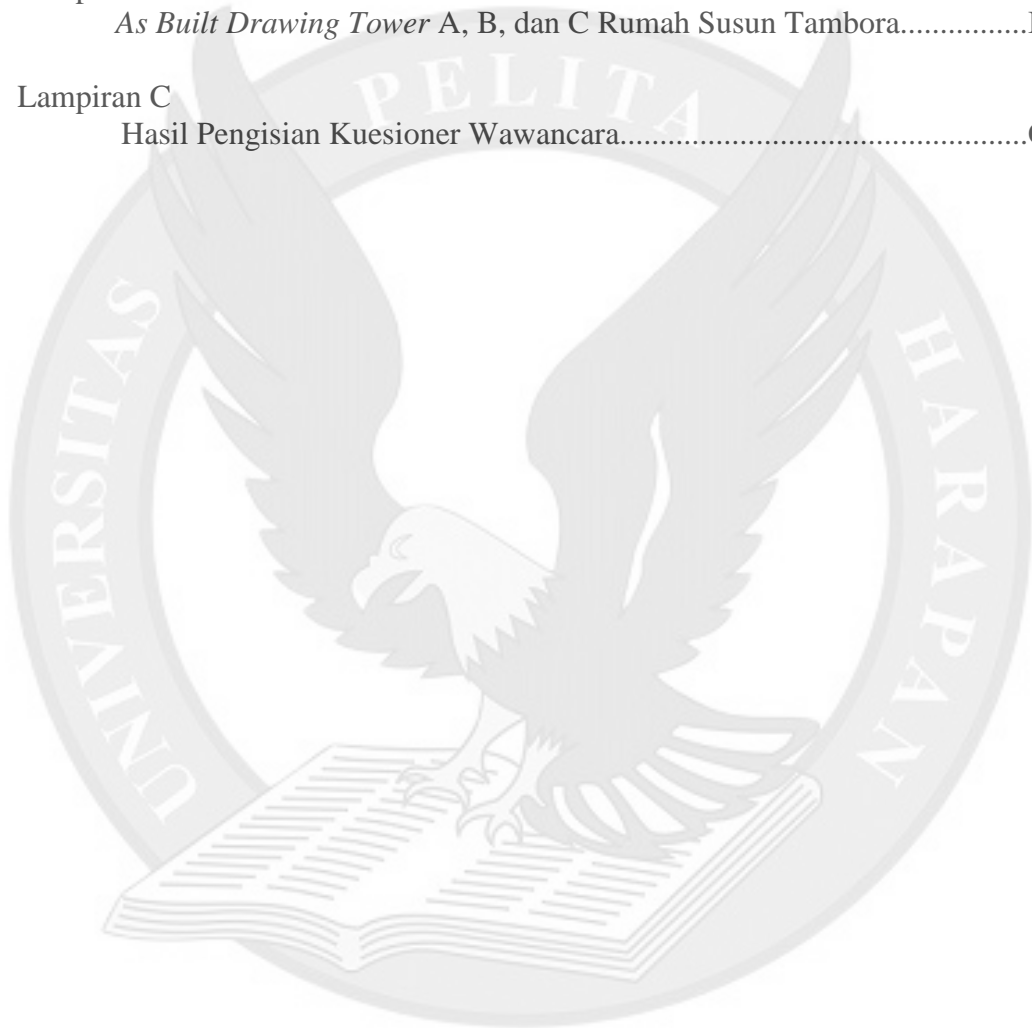 As Built Drawing Tower A, B, dan C Rumah Susun Tambora................
Lampiran C
Hasil Pengisian Kuesioner Wawancara...................................................
UNIVERSITAS PELITA HARAPAN